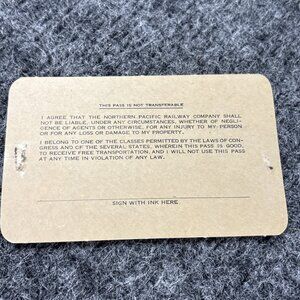 THIS PASS IS NOT TRANSFERABLE
I AGREE THAT THE NORTHERN PACIFIC RAILWAY COMPANY SHALL
NOT BE LIABLE, UNDER ANY CIRCUMSTANCES, WHETHER OF NEGLI-
GENCE OF AGENTS OR OTHERWISE, FOR ANY INJURY TO MY PERSON
OR FOR ANY LOSS OR DAMAGE TO MY PROPERTY.
I BELONG TO ONE OF THE CLASSES PERMITTED BY THE LAWS OF CON-
GRESS AND OF THE SEVERAL STATES, WHEREIN THIS PASS IS GOOD,
TO RECEIVE FREE TRANSPORTATION, AND I WILL NOT USE THIS PASS
AT ANY TIME IN VIOLATION OF ANY LAW.
SIGN WITH INK HERE